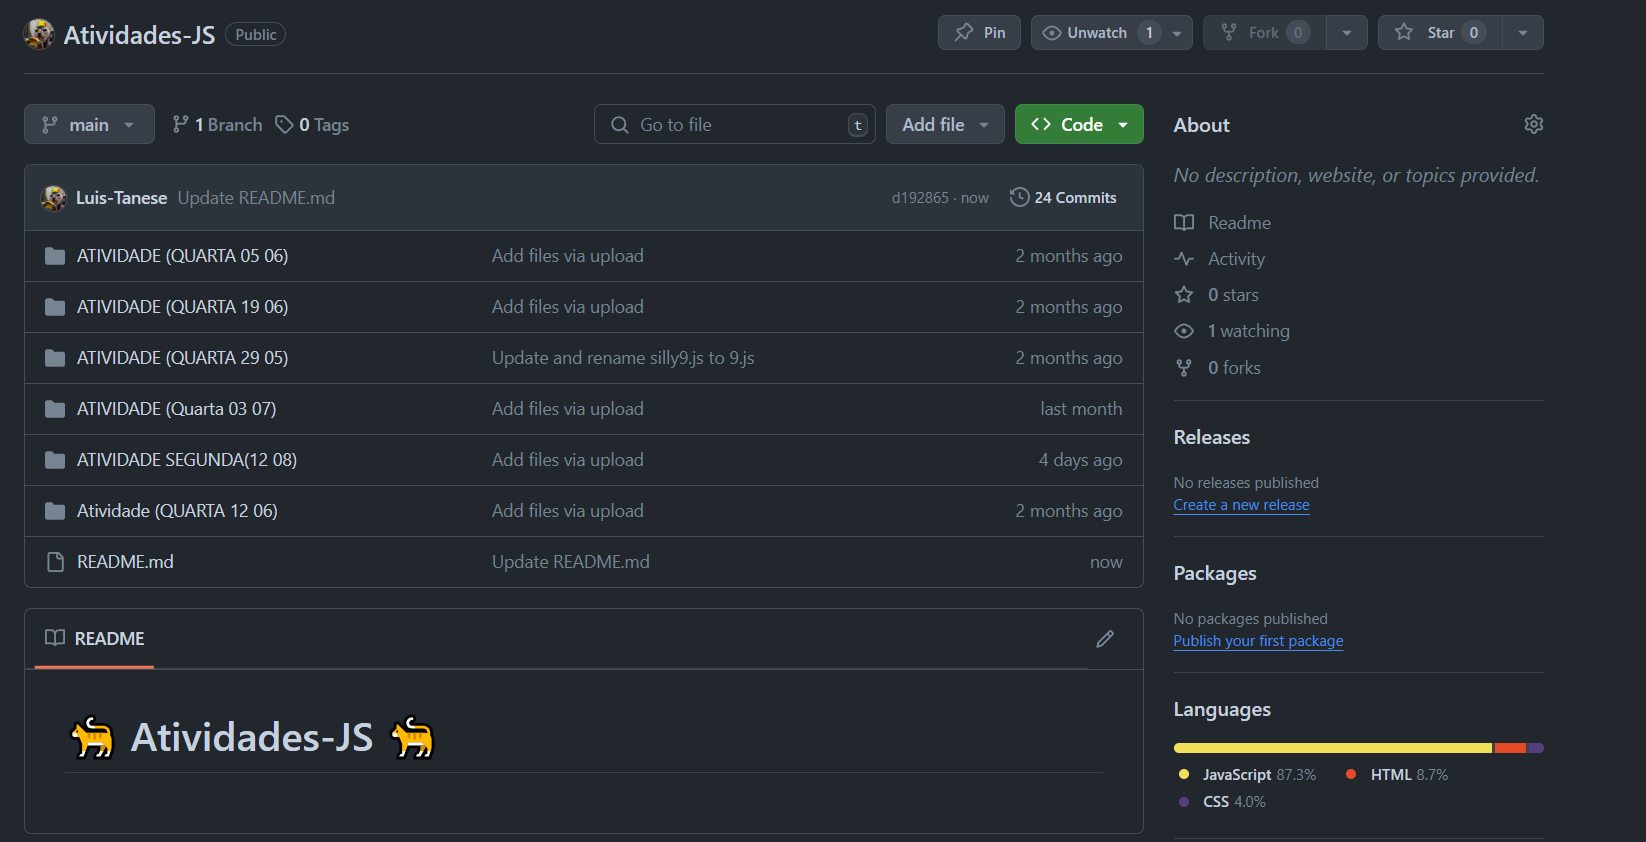 Atividades-JS Public Pin Unwatch 1 Fork 0 Star 0
main 1 Branch 0 Tags Go to file t Add file Code
Luis-Tanese Update README.md d192865 · now 24 Commits
ATIVIDADE (QUARTA 05 06) Add files via upload 2 months ago
ATIVIDADE (QUARTA 19 06) Add files via upload 2 months ago
ATIVIDADE (QUARTA 29 05) Update and rename silly9.js to 9.js 2 months ago
ATIVIDADE (Quarta 03 07) Add files via upload last month
ATIVIDADE SEGUNDA(12 08) Add files via upload 4 days ago
Atividade (QUARTA 12 06) Add files via upload 2 months ago
README.md Update README.md now
README
Atividades-JS
About
No description, website, or topics provided.
Readme
Activity
0 stars
1 watching
0 forks
Releases
No releases published
Create a new release
Packages
No packages published
Publish your first package
Languages
JavaScript 87.3% HTML 8.7%
CSS 4.0%